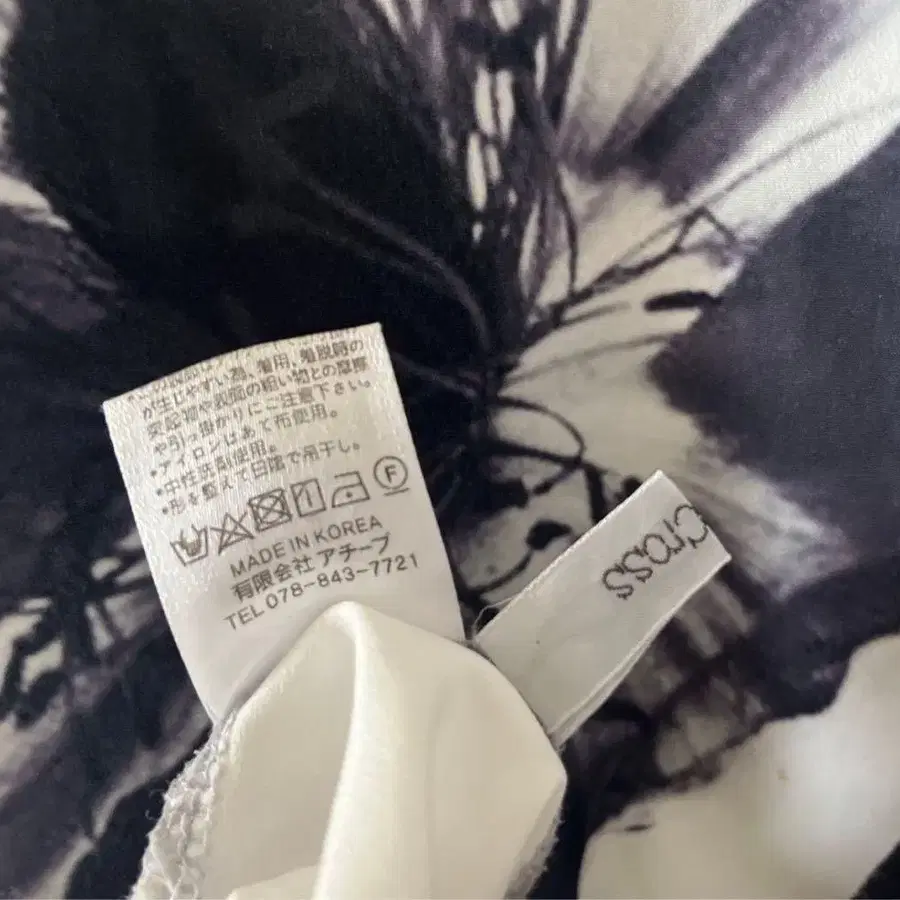 が生じやすい為、着用、着脱時の
突起物や表面の粗い物との摩擦
や引っ掛かりにご注意下さい。
•アイロンはあて布使用。
•中性洗剤使用。
•形を整えて日陰で吊干し。
F
MADE IN KOREA
有限会社 アチーブ
TEL 078-843-7721
cross